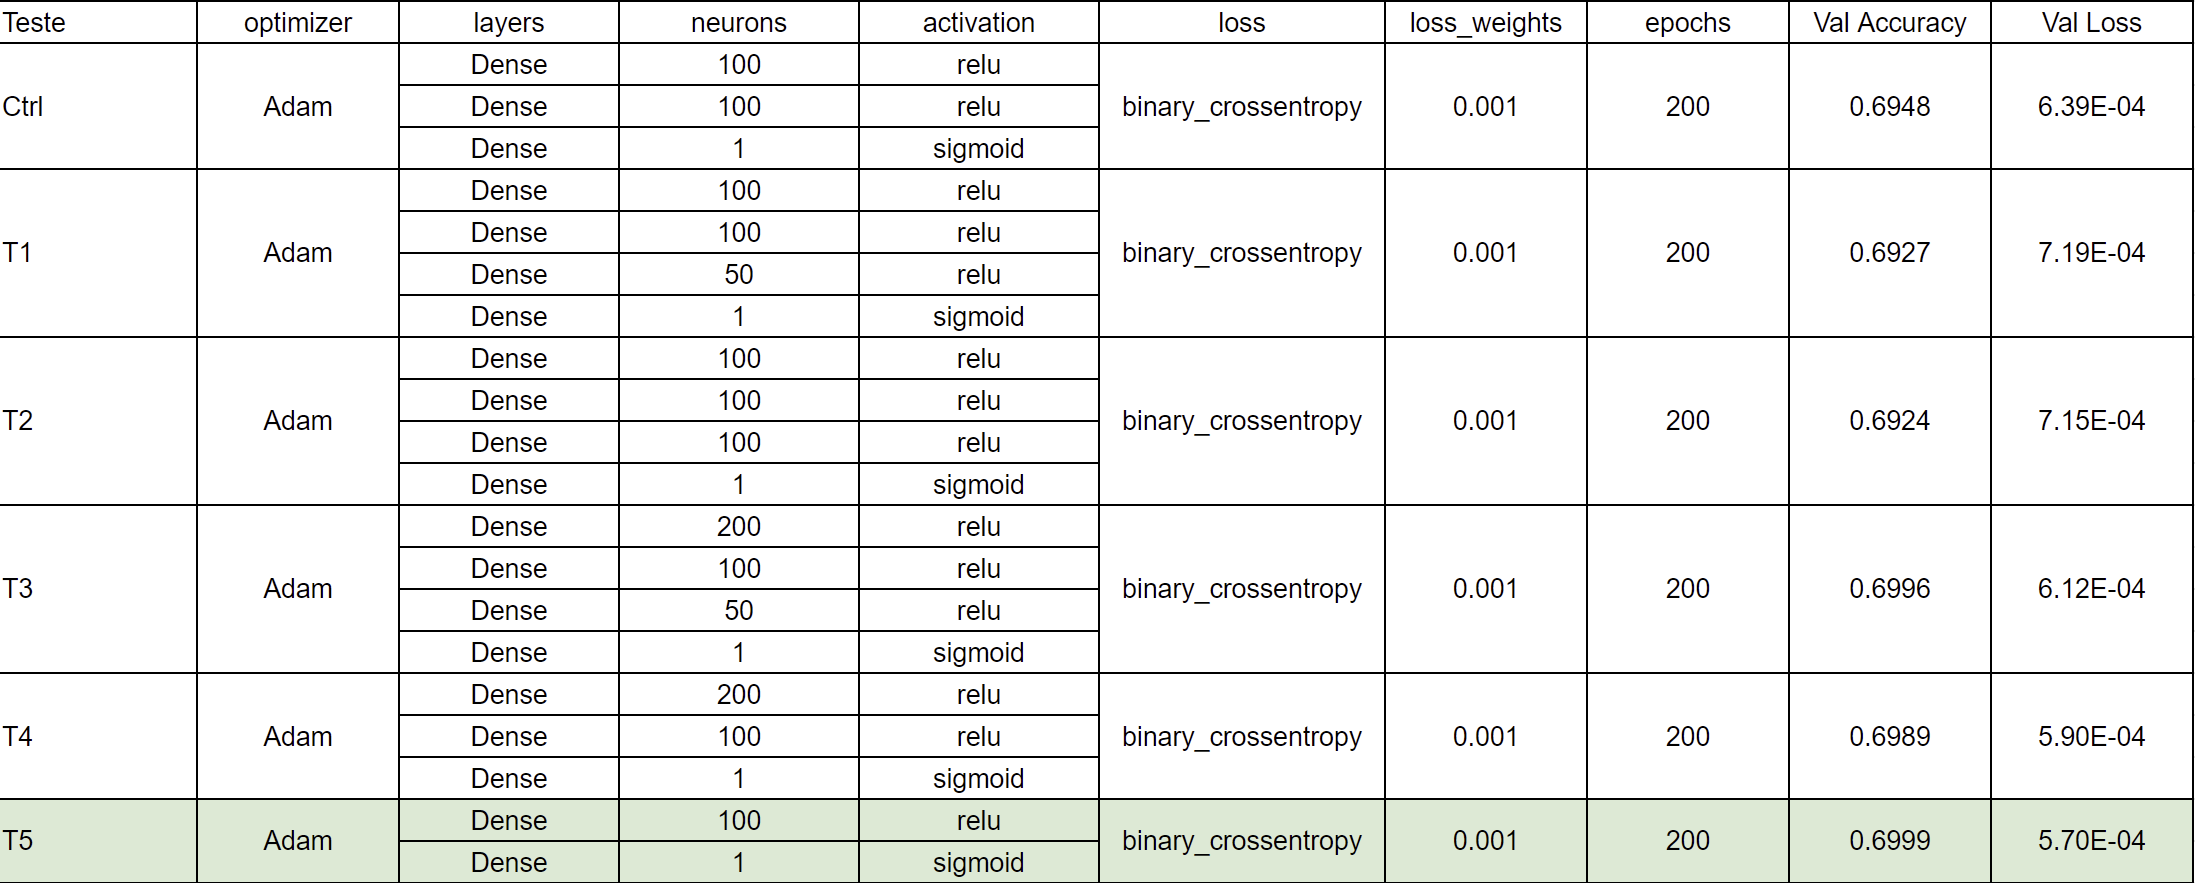 Teste optimizer layers neurons activation loss loss_weights epochs Val Accuracy Val Loss
Dense 100 relu
Ctrl Adam Dense 100 relu binary_crossentropy 0.001 200 0.6948 6.39E-04
Dense 1 sigmoid
Dense 100 relu
Dense 100 relu
T1 Adam binary_crossentropy 0.001 200 0.6927 7.19E-04
Dense 50 relu
Dense 1 sigmoid
Dense 100 relu
Dense 100 relu
T2 Adam binary_crossentropy 0.001 200 0.6924 7.15E-04
Dense 100 relu
Dense 1 sigmoid
Dense 200 relu
Dense 100 relu
T3 Adam binary_crossentropy 0.001 200 0.6996 6.12E-04
Dense 50 relu
Dense 1 sigmoid
Dense 200 relu
T4 Adam Dense 100 relu binary_crossentropy 0.001 200 0.6989 5.90E-04
Dense 1 sigmoid
Dense 100 relu
T5 Adam binary_crossentropy 0.001 200 0.6999 5.70E-04
Dense 1 sigmoid